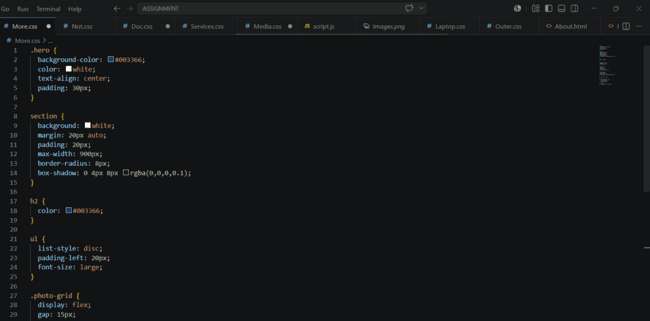 Go Run Terminal Help
ASSIGNMENT
More.css Not.css Doc.css Services.css Media.css script.js Images.png Laptop.css Outer.css About.html
More.css > ...
1 .hero {
2 background-color: #003366;
3 color: white;
4 text-align: center;
5 padding: 30px;
6 }
7
8 section {
9 background: white;
10 margin: 20px auto;
11 padding: 20px;
12 max-width: 900px;
13 border-radius: 8px;
14 box-shadow: 0 4px 8px rgba(0,0,0,0.1);
15 }
16
17 h2 {
18 color: #003366;
19 }
20
21 ul {
22 list-style: disc;
23 padding-left: 20px;
24 font-size: large;
25 }
26
27 .photo-grid {
28 display: flex;
29 gap: 15px;